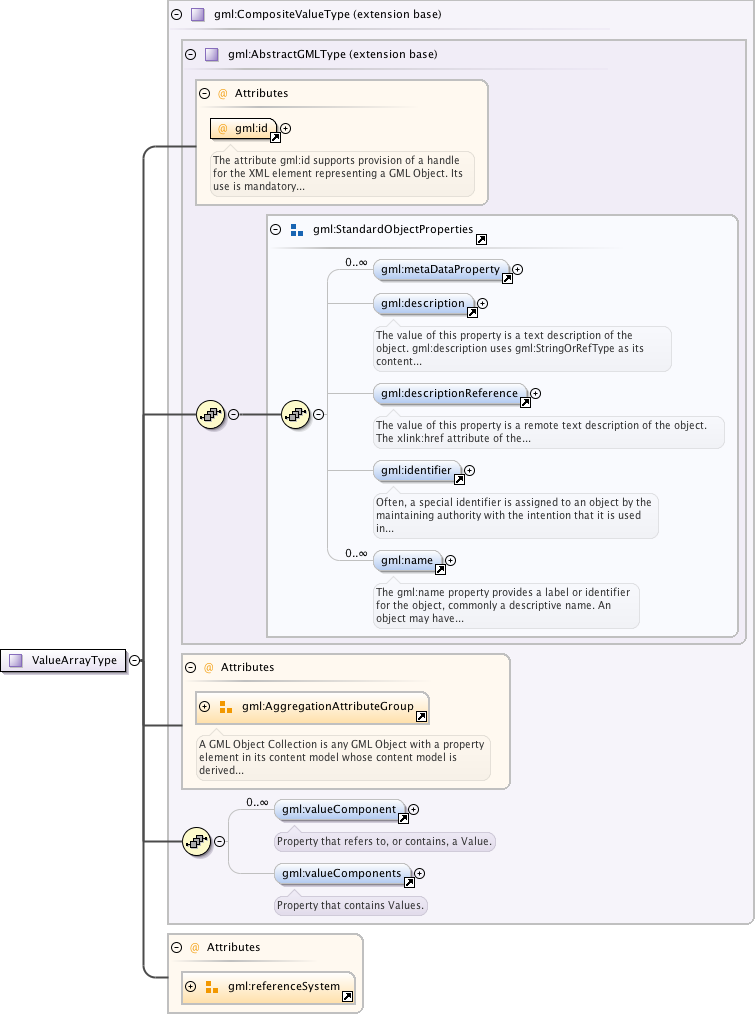 gml:CompositeValueType (extension base)
gml:AbstractGMLType (extension base)
@ Attributes
@ gml:id
The attribute gml:id supports provision of a handle
for the XML element representing a GML Object. Its
use is mandatory...
gml:StandardObjectProperties
0..∞
gml:metaDataProperty
gml:description
The value of this property is a text description of the
object. gml:description uses gml:StringOrRefType as its
content...
gml:descriptionReference
The value of this property is a remote text description of the object.
The xlink:href attribute of the...
gml:identifier
Often, a special identifier is assigned to an object by the
maintaining authority with the intention that it is used
in...
0..∞
gml:name
The gml:name property provides a label or identifier
for the object, commonly a descriptive name. An
object may have...
ValueArrayType
@ Attributes
gml:AggregationAttributeGroup
A GML Object Collection is any GML Object with a property
element in its content model whose content model is
derived...
0..∞
gml:valueComponent
Property that refers to, or contains, a Value.
gml:valueComponents
Property that contains Values.
@ Attributes
gml:referenceSystem